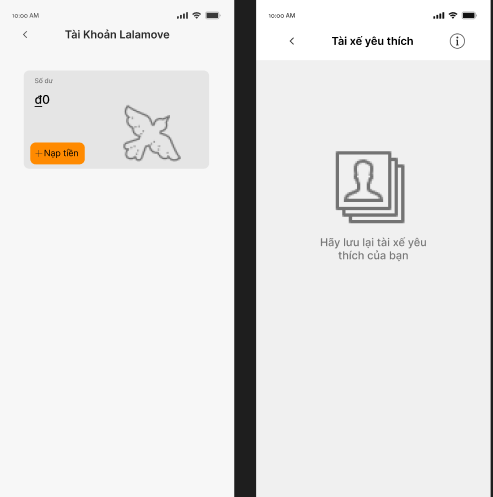 10:00 AM
Tài Khoản Lalamove
Số dư
₫0
+ Nạp tiền
10:00 AM
Tài xế yêu thích
Hãy lưu lại tài xế yêu
thích của bạn